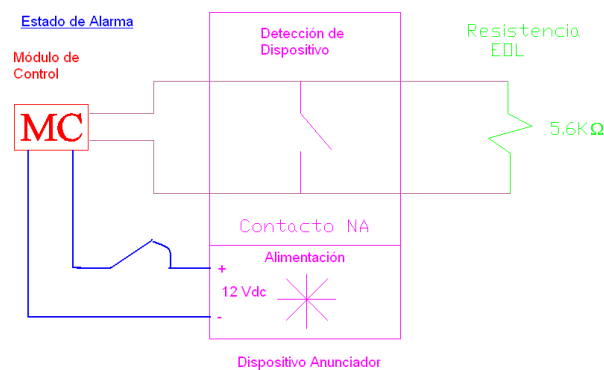 Estado de Alarma
Módulo de
Control
MC
Detección de
Dispositivo
Resistencia
EOL
5.6KΩ
Contacto NA
Alimentación
+
12 Vdc
-
Dispositivo Anunciador